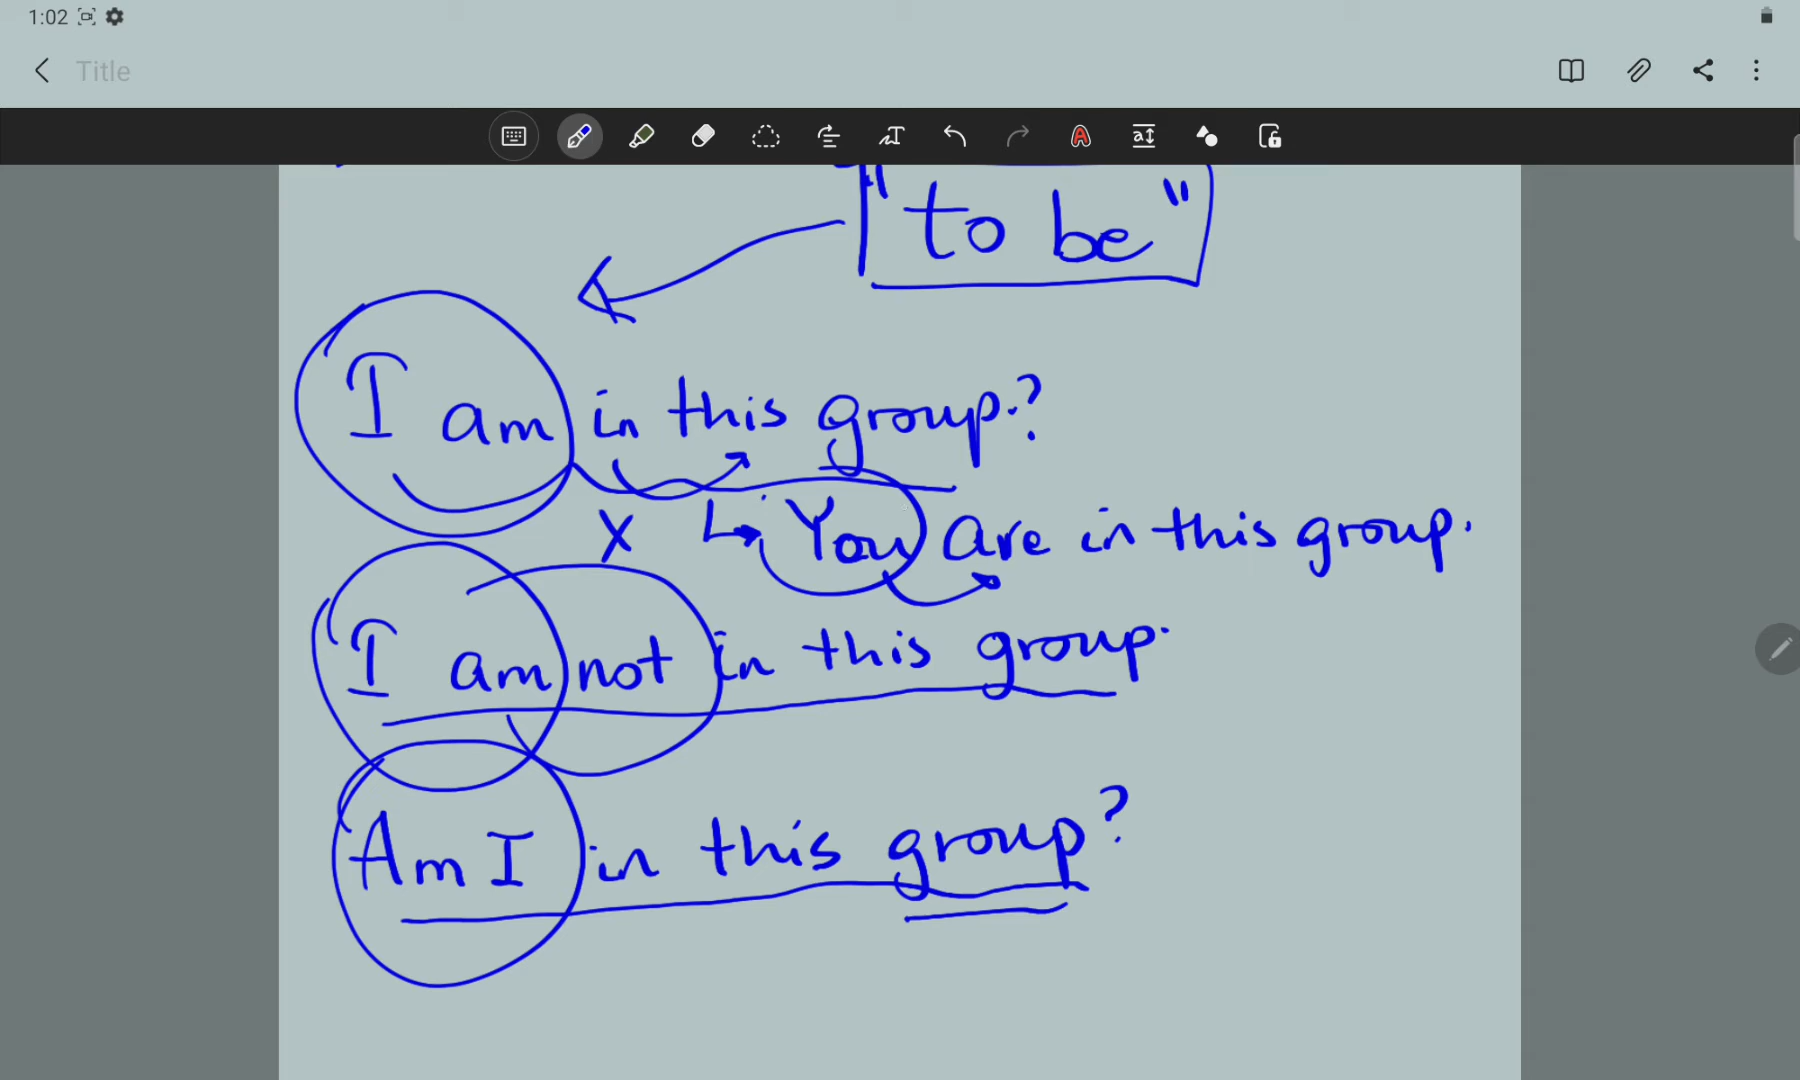 1:02
Title
"to be"
I am in this group.?
X You are in this group.
I am not in this group.
Am I in this group?